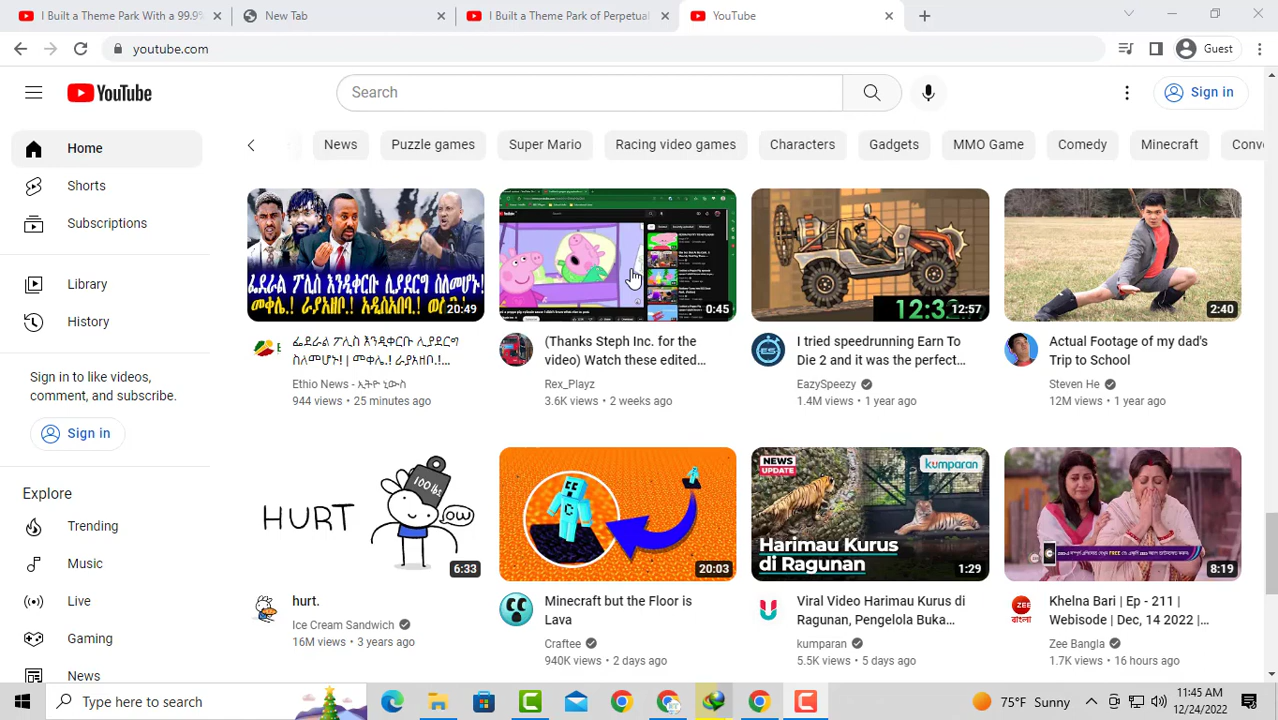 I Built a Theme Park With a 99.9%
New Tab
I Built a Theme Park of Perpetual
YouTube
youtube.com
Guest
YouTube
Search
Sign in
Home
News
Puzzle games
Super Mario
Racing video games
Characters
Gadgets
MMO Game
Comedy
Minecraft
Conv
Shorts
Subscriptions
Library
History
Sign in to like videos,
comment, and subscribe.
Sign in
Explore
Trending
Live
Gaming
News
ፌደራል ፖሊስ እንዲቀርቡ ሊያደርግ በለመሆኑ!
መቀሌ.! ራያአዘቦ.! አዲስአበባ.!
20:49
0:45
12:3
12:57
2:40
ፌደራል ፖሊስ እንዲቀርቡ ሊያደርግ
ስለመሆኑ! | መቀሌ.! ራያአዘቦ.!...
Ethio News - ኢትዮ ኒውስ
944 views • 25 minutes ago
(Thanks Steph Inc. for the
video) Watch these edited...
Rex_Playz
3.6K views • 2 weeks ago
I tried speedrunning Earn To
Die 2 and it was the perfect...
EazySpeezy
1.4M views • 1 year ago
Actual Footage of my dad's
Trip to School
Steven He
12M views • 1 year ago
HURT
100 lbs
OW
6:33
20:03
NEWS
UPDATE
kumparan
Harimau Kurus
di Ragunan
1:29
8:19
hurt.
Ice Cream Sandwich
16M views • 3 years ago
Minecraft but the Floor is
Lava
Craftee
940K views • 2 days ago
Viral Video Harimau Kurus di
Ragunan, Pengelola Buka...
kumparan
5.5K views • 5 days ago
ZEE
বাংলা
Khelna Bari | Ep - 211 |
Webisode | Dec, 14 2022 |...
Zee Bangla
1.7K views • 16 hours ago
Type here to search
75°F Sunny
11:45 AM
12/24/2022